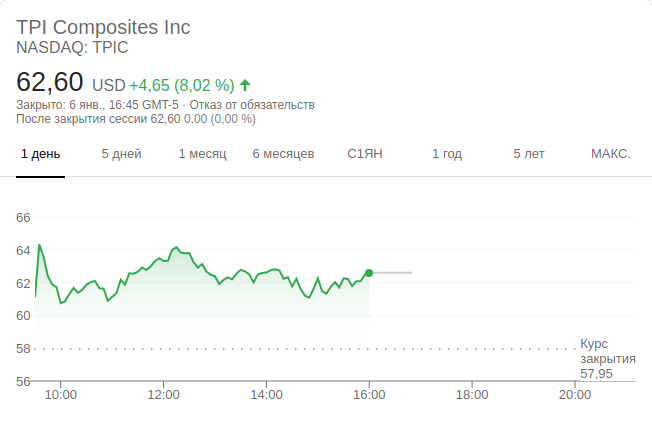 TPI Composites Inc
NASDAQ: TPIC
62,60 USD +4,65 (8,02 %) ↑
Закрыто: 6 янв., 16:45 GMT-5 · Отказ от обязательств
После закрытия сессии 62,60 0,00 (0,00 %)
1 день 5 дней 1 месяц 6 месяцев С1ЯН 1 год 5 лет МАКС.
66
64
62
60
58
56
Курс
закрытия
57,95
10:00 12:00 14:00 16:00 18:00 20:00